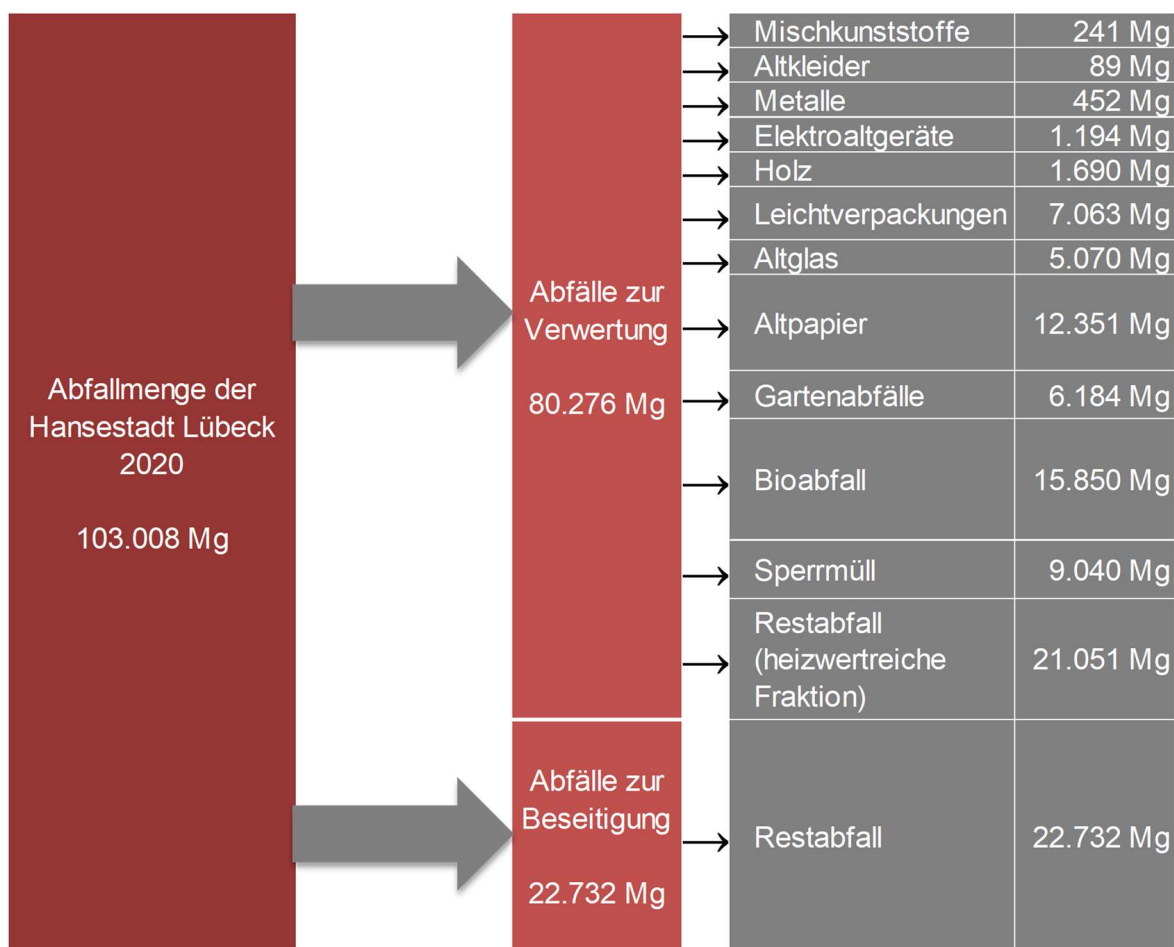 Abfallmenge der
Hansestadt Lübeck
2020
103.008 Mg
Abfälle zur
Verwertung
80.276 Mg
Abfälle zur
Beseitigung
22.732 Mg
Mischkunststoffe 241 Mg
Altkleider 89 Mg
Metalle 452 Mg
Elektroaltgeräte 1.194 Mg
Holz 1.690 Mg
Leichtverpackungen 7.063 Mg
Altglas 5.070 Mg
Altpapier 12.351 Mg
Gartenabfälle 6.184 Mg
Bioabfall 15.850 Mg
Sperrmüll 9.040 Mg
Restabfall
(heizwertreiche 21.051 Mg
Fraktion)
Restabfall 22.732 Mg